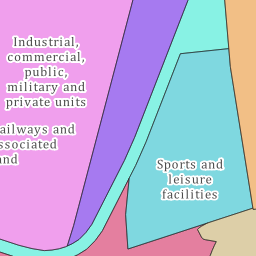 Industrial,
commercial,
public,
military and
private units
ailways and
ssociated
and
Sports and
leisure
facilities